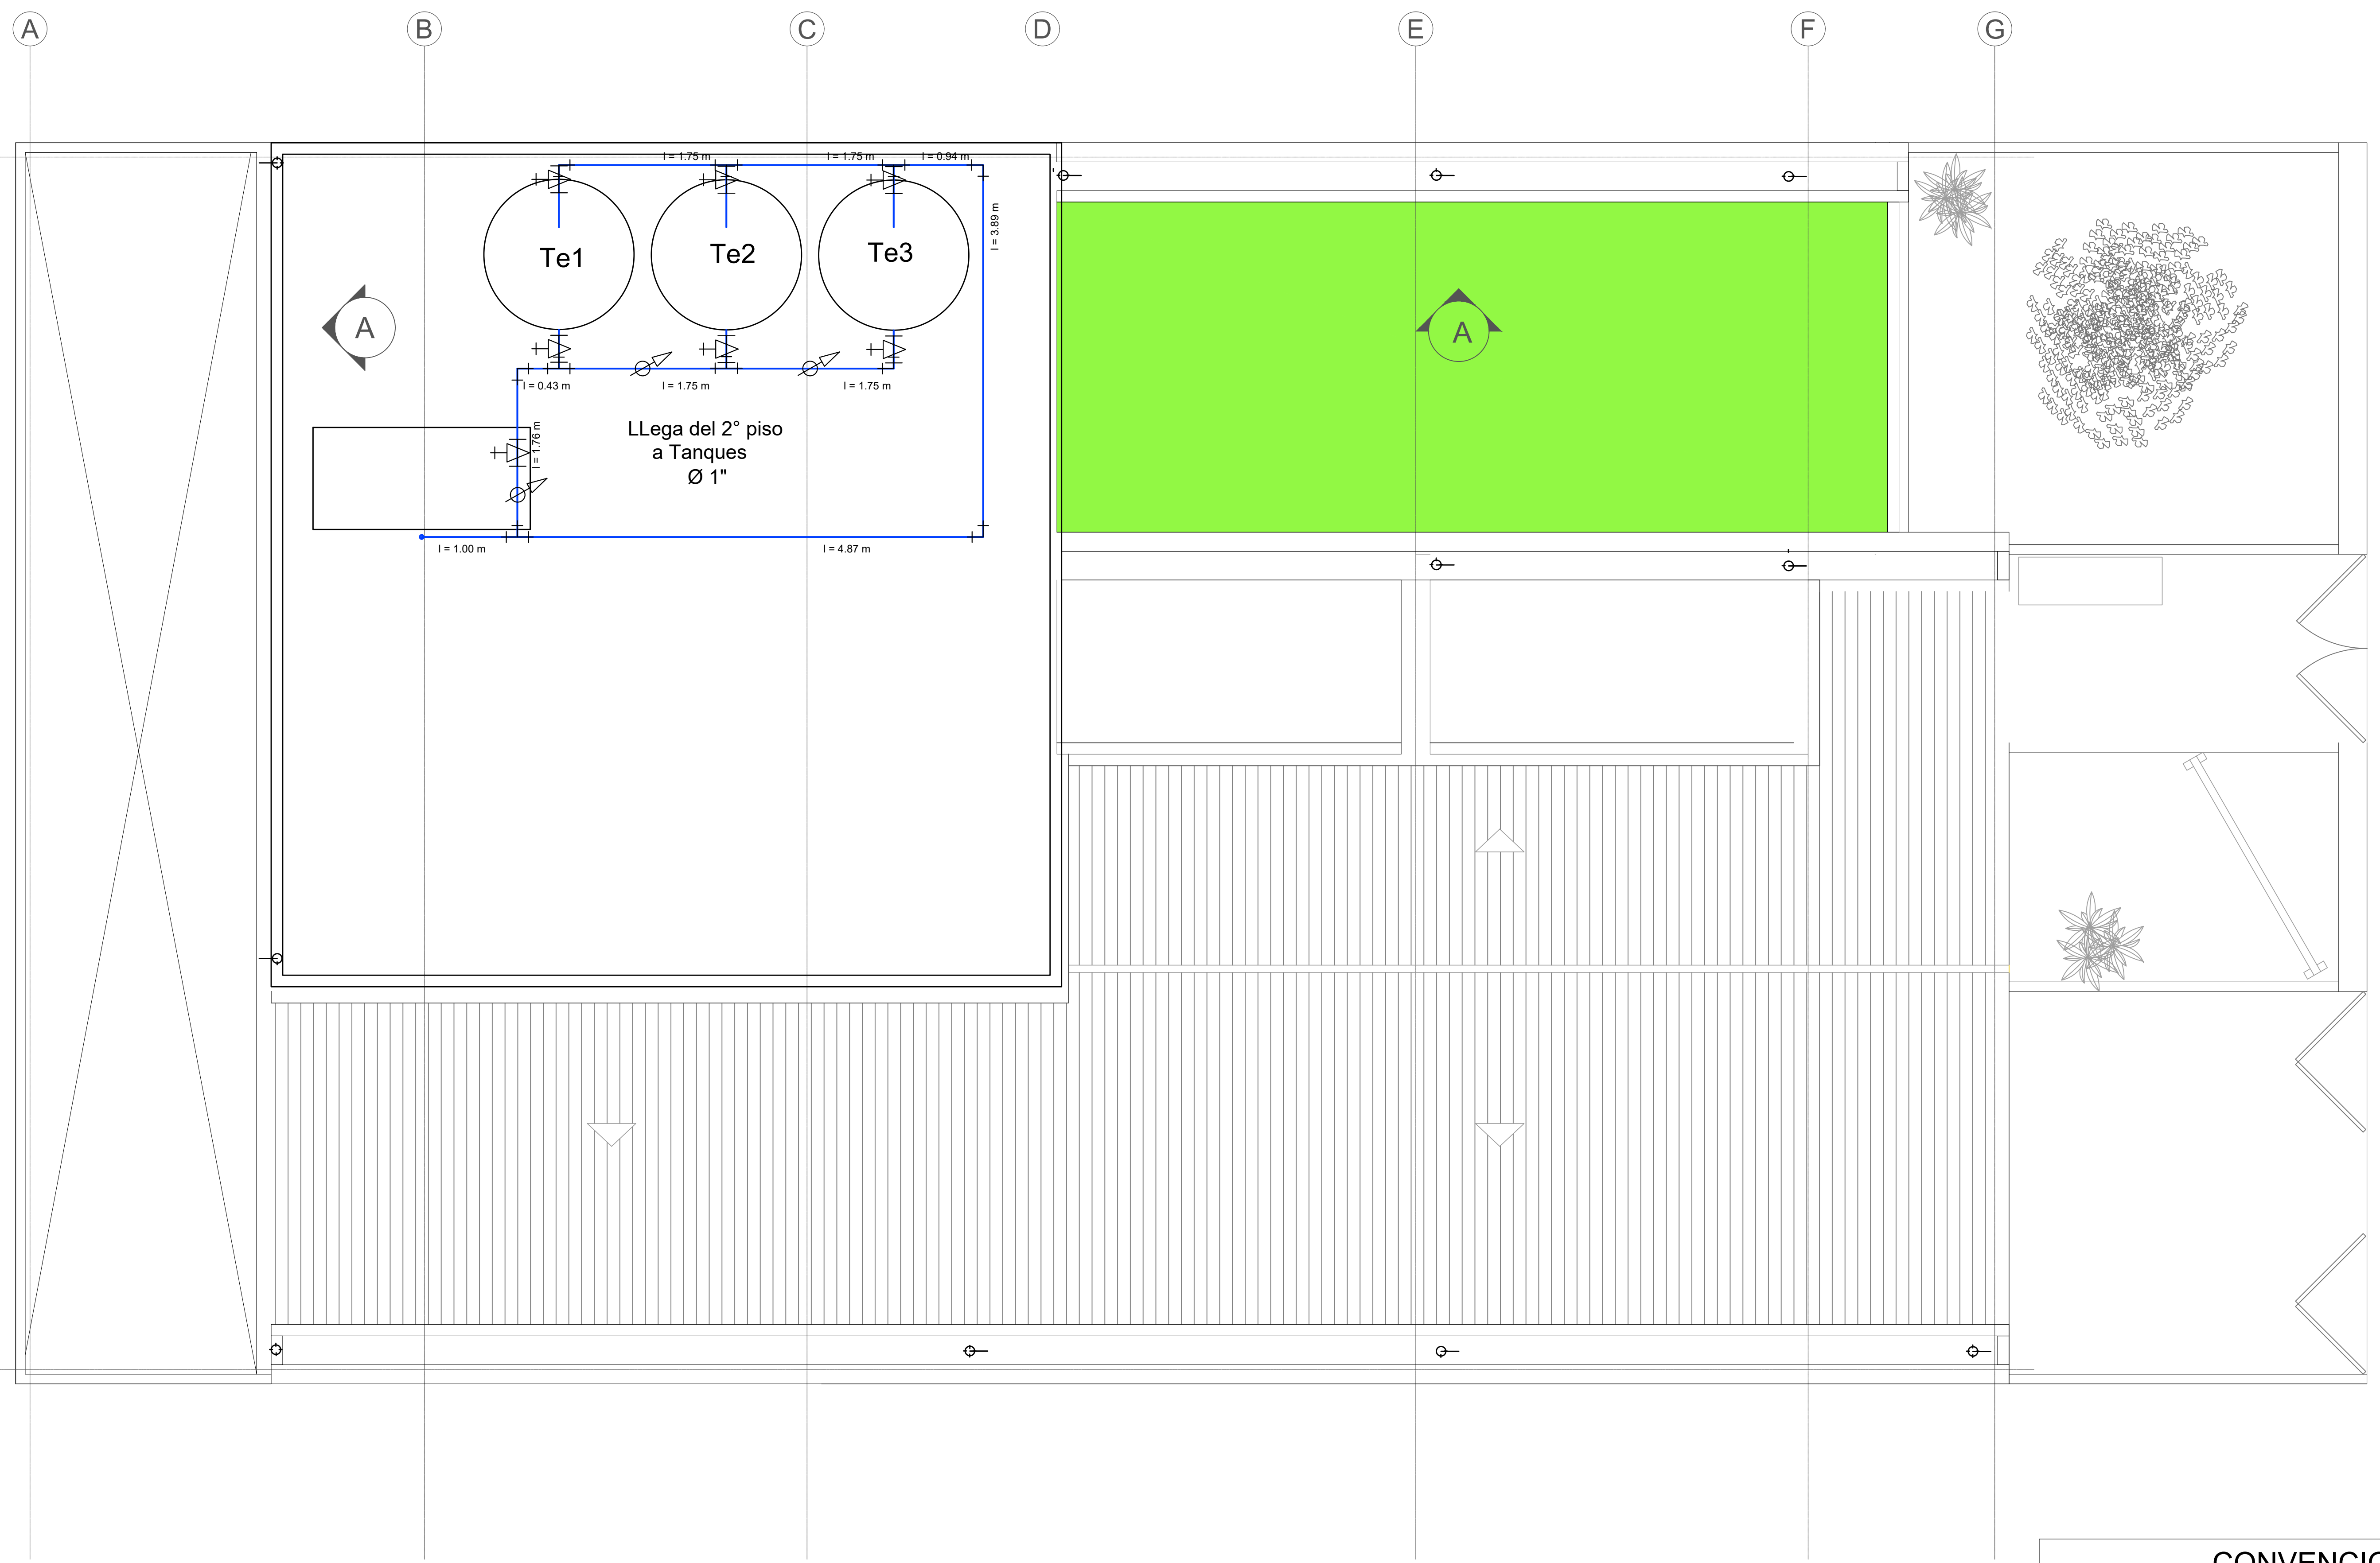 A
B
C
D
E
F
G
l = 1.75 m
l = 1.75 m
l = 0.94 m
l = 3.89 m
Te1
Te2
Te3
A
A
l = 0.43 m
l = 1.75 m
l = 1.75 m
l = 1.76 m
LLega del 2° piso
a Tanques
Ø 1"
l = 1.00 m
l = 4.87 m